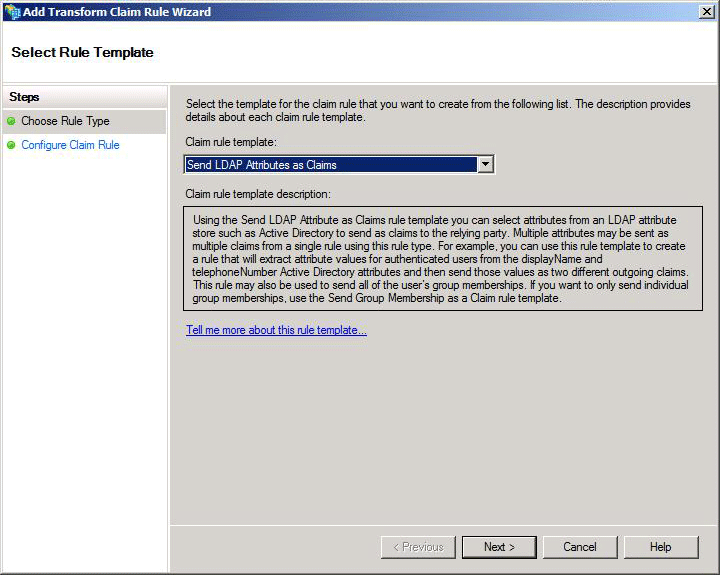 Add Transform Claim Rule Wizard
Select Rule Template
Steps
Choose Rule Type
Configure Claim Rule
Select the template for the claim rule that you want to create from the following list. The description provides
details about each claim rule template.
Claim rule template:
Send LDAP Attributes as Claims
Claim rule template description:
Using the Send LDAP Attribute as Claims rule template you can select attributes from an LDAP attribute
store such as Active Directory to send as claims to the relying party. Multiple attributes may be sent as
multiple claims from a single rule using this rule type. For example, you can use this rule template to create
a rule that will extract attribute values for authenticated users from the displayName and
telephoneNumber Active Directory attributes and then send those values as two different outgoing claims.
This rule may also be used to send all of the user's group memberships. If you want to only send individual
group memberships, use the Send Group Membership as a Claim rule template.
Tell me more about this rule template...
< Previous
Next >
Cancel
Help